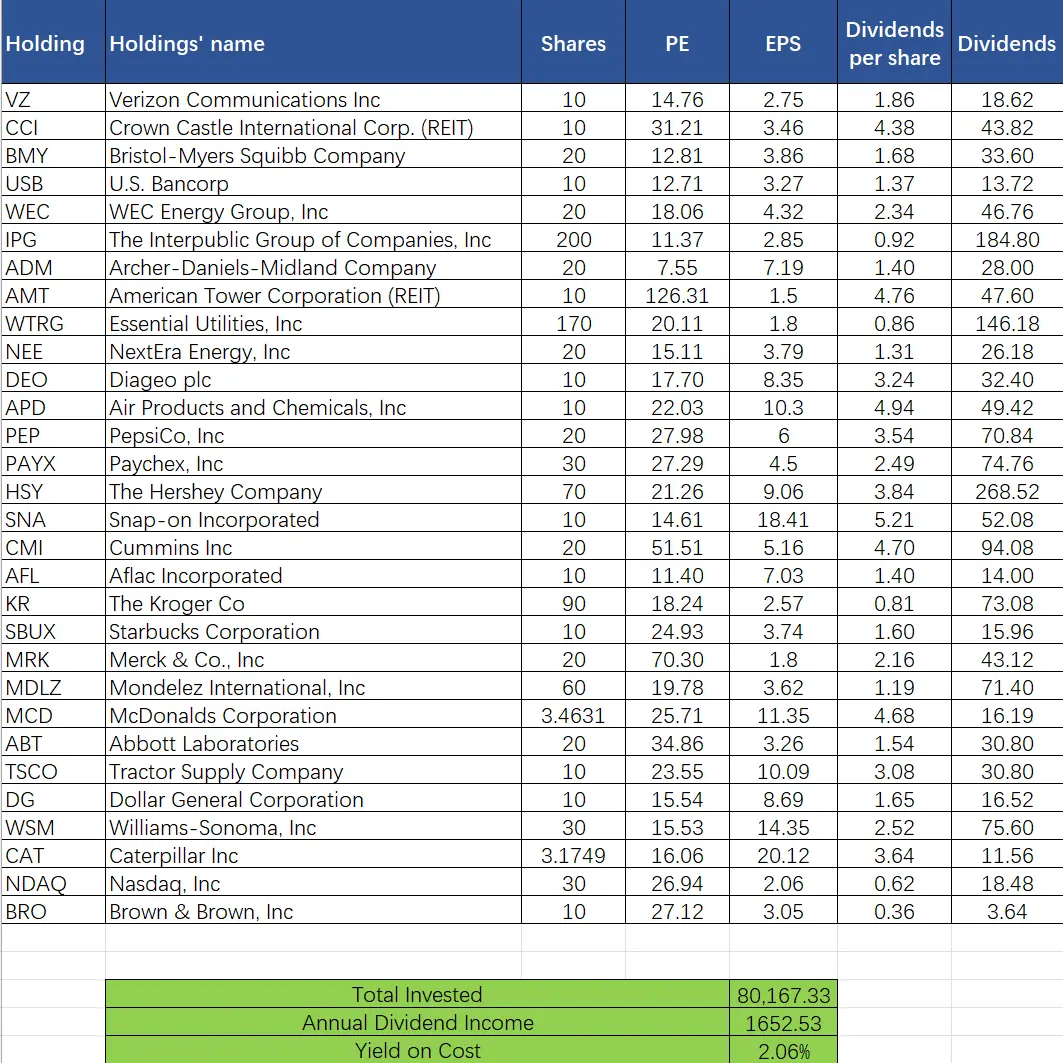 Holding Holdings' name Shares PE EPS Dividends per share Dividends
VZ Verizon Communications Inc 10 14.76 2.75 1.86 18.62
CCI Crown Castle International Corp. (REIT) 10 31.21 3.46 4.38 43.82
BMY Bristol-Myers Squibb Company 20 12.81 3.86 1.68 33.60
USB U.S. Bancorp 10 12.71 3.27 1.37 13.72
WEC WEC Energy Group, Inc 20 18.06 4.32 2.34 46.76
IPG The Interpublic Group of Companies, Inc 200 11.37 2.85 0.92 184.80
ADM Archer-Daniels-Midland Company 20 7.55 7.19 1.40 28.00
AMT American Tower Corporation (REIT) 10 126.31 1.5 4.76 47.60
WTRG Essential Utilities, Inc 170 20.11 1.8 0.86 146.18
NEE NextEra Energy, Inc 20 15.11 3.79 1.31 26.18
DEO Diageo plc 10 17.70 8.35 3.24 32.40
APD Air Products and Chemicals, Inc 10 22.03 10.3 4.94 49.42
PEP PepsiCo, Inc 20 27.98 6 3.54 70.84
PAYX Paychex, Inc 30 27.29 4.5 2.49 74.76
HSY The Hershey Company 70 21.26 9.06 3.84 268.52
SNA Snap-on Incorporated 10 14.61 18.41 5.21 52.08
CMI Cummins Inc 20 51.51 5.16 4.70 94.08
AFL Aflac Incorporated 10 11.40 7.03 1.40 14.00
KR The Kroger Co 90 18.24 2.57 0.81 73.08
SBUX Starbucks Corporation 10 24.93 3.74 1.60 15.96
MRK Merck & Co., Inc 20 70.30 1.8 2.16 43.12
MDLZ Mondelez International, Inc 60 19.78 3.62 1.19 71.40
MCD McDonalds Corporation 3.4631 25.71 11.35 4.68 16.19
ABT Abbott Laboratories 20 34.86 3.26 1.54 30.80
TSCO Tractor Supply Company 10 23.55 10.09 3.08 30.80
DG Dollar General Corporation 10 15.54 8.69 1.65 16.52
WSM Williams-Sonoma, Inc 30 15.53 14.35 2.52 75.60
CAT Caterpillar Inc 3.1749 16.06 20.12 3.64 11.56
NDAQ Nasdaq, Inc 30 26.94 2.06 0.62 18.48
BRO Brown & Brown, Inc 10 27.12 3.05 0.36 3.64
Total Invested 80,167.33
Annual Dividend Income 1652.53
Yield on Cost 2.06%